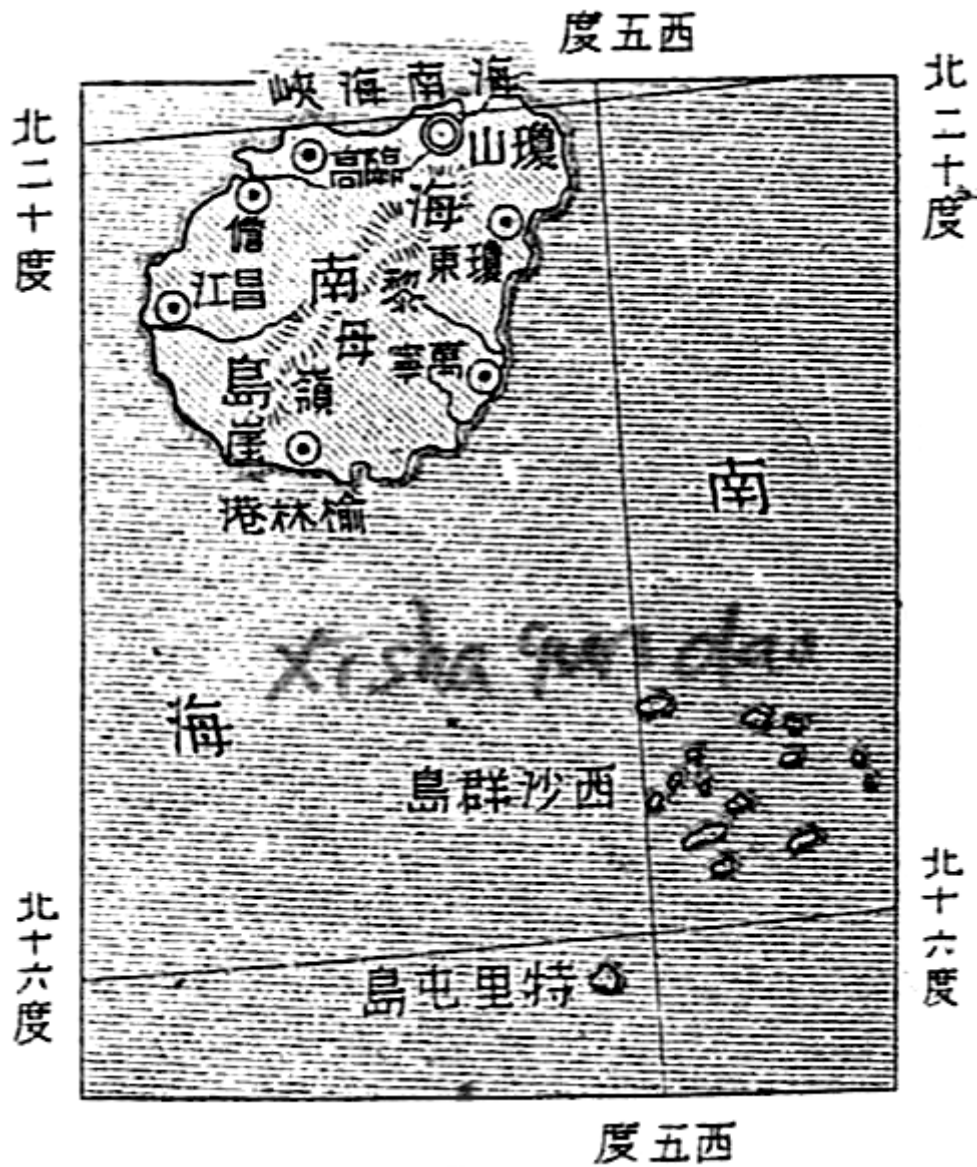 西五度
北二十度
北二十度
海南海峽
瓊山
臨高
儋
海南島
瓊東
昌江
黎母嶺
萬寧
崖
榆林港
南海
Xisha qun dao
西沙羣島
北十六度
北十六度
特里屯島
西五度